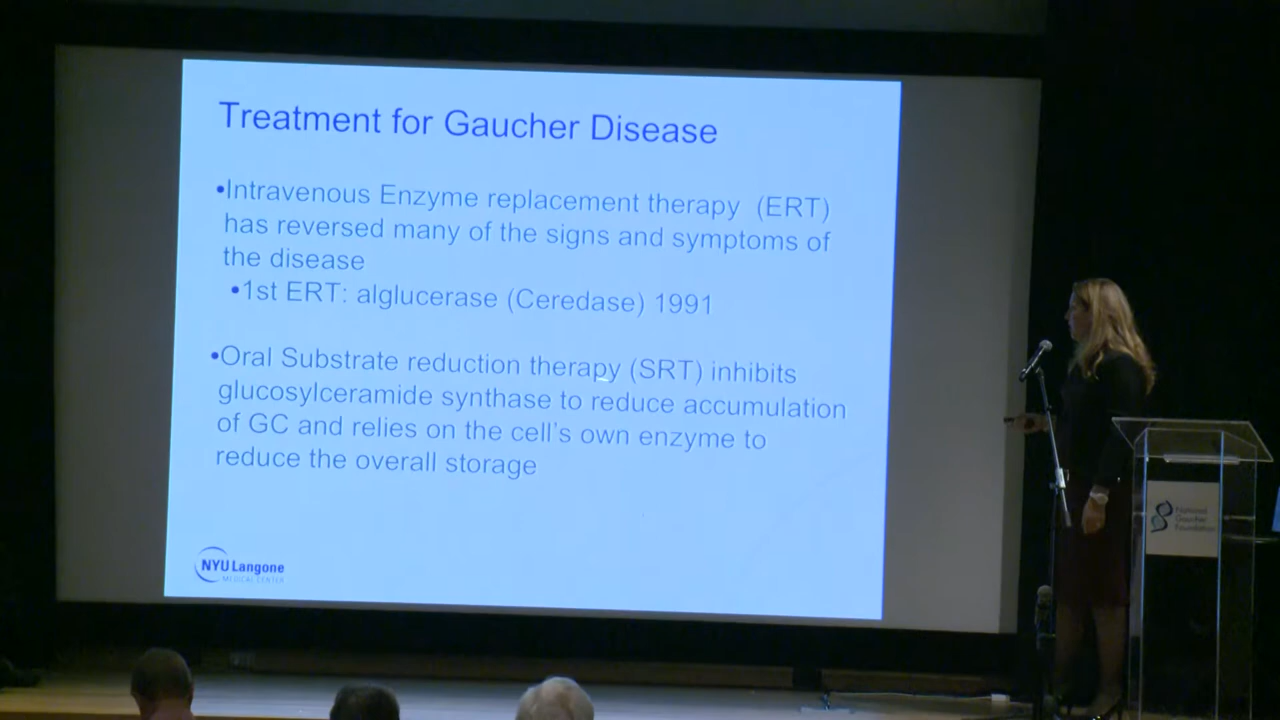 Treatment for Gaucher Disease
•Intravenous Enzyme replacement therapy (ERT)
has reversed many of the signs and symptoms of
the disease
•1st ERT: alglucerase (Ceredase) 1991
•Oral Substrate reduction therapy (SRT) inhibits
glucosylceramide synthase to reduce accumulation
of GC and relies on the cell's own enzyme to
reduce the overall storage
NYU Langone
MEDICAL CENTER
National
Gaucher
Foundation